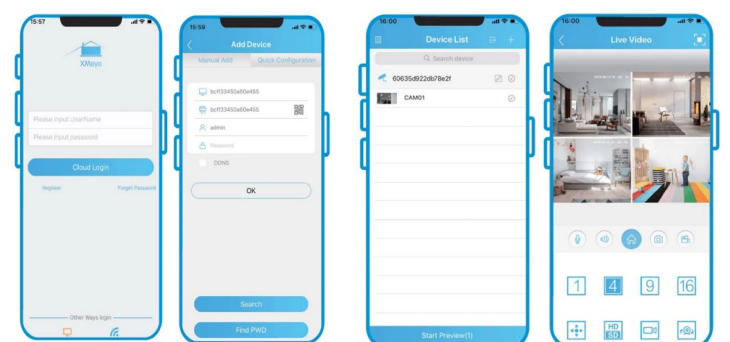 15:57
XMeye
Please input UserName
Please input password
Cloud Login
Register
Forget Password
Other Ways login
15:59
Add Device
Manual Add
Quick Configuration
bcff33450a60e455
bcff33450a60e455
admin
Password
DDNS
OK
Search
Find PWD
16:00
Device List
Search device
60635d922db78e2f
CAM01
Start Preview(1)
16:00
Live Video
1
4
9
16
HD
SD